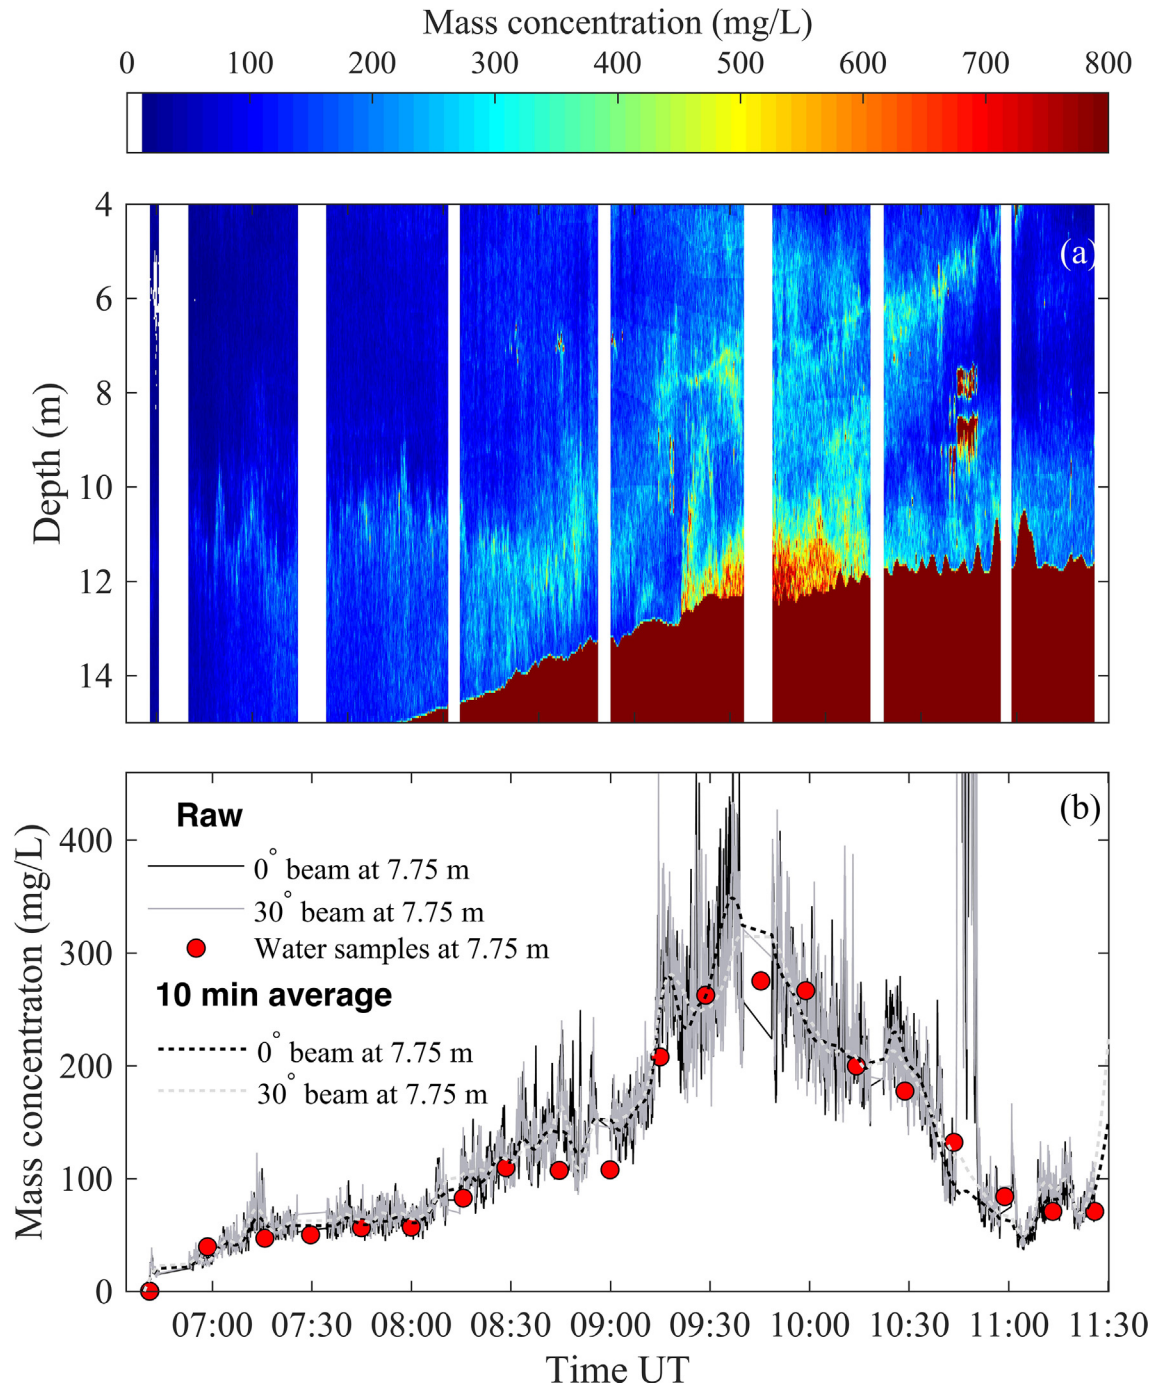 Mass concentration (mg/L)
0 100 200 300 400 500 600 700 800
4
(a)
6
8
10
12
14
Depth (m)
(b)
Raw
400
0° beam at 7.75 m
30° beam at 7.75 m
Water samples at 7.75 m
300
10 min average
0° beam at 7.75 m
200
30° beam at 7.75 m
100
0
Mass concentraton (mg/L)
07:00 07:30 08:00 08:30 09:00 09:30 10:00 10:30 11:00 11:30
Time UT